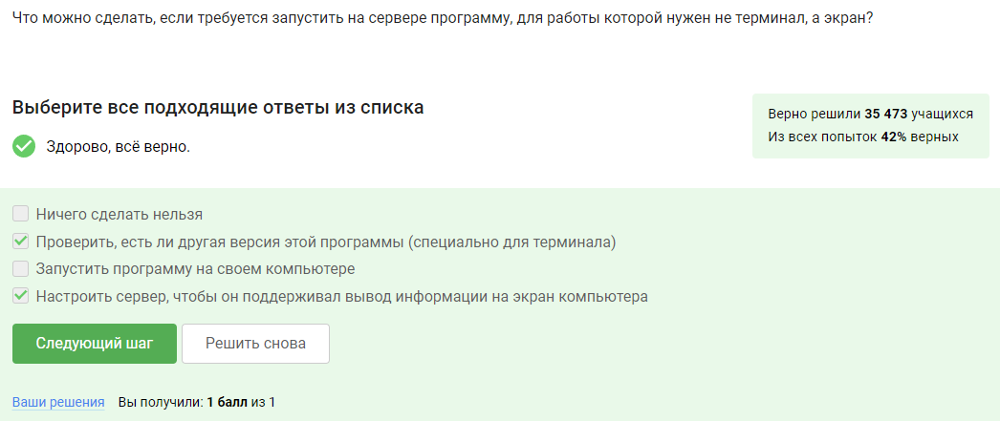 Что можно сделать, если требуется запустить на сервере программу, для работы которой нужен не терминал, а экран?
Выберите все подходящие ответы из списка
Здорово, всё верно.
Верно решили 35 473 учащихся
Из всех попыток 42% верных
Ничего сделать нельзя
Проверить, есть ли другая версия этой программы (специально для терминала)
Запустить программу на своем компьютере
Настроить сервер, чтобы он поддерживал вывод информации на экран компьютера
Следующий шаг
Решить снова
Ваши решения Вы получили: 1 балл из 1